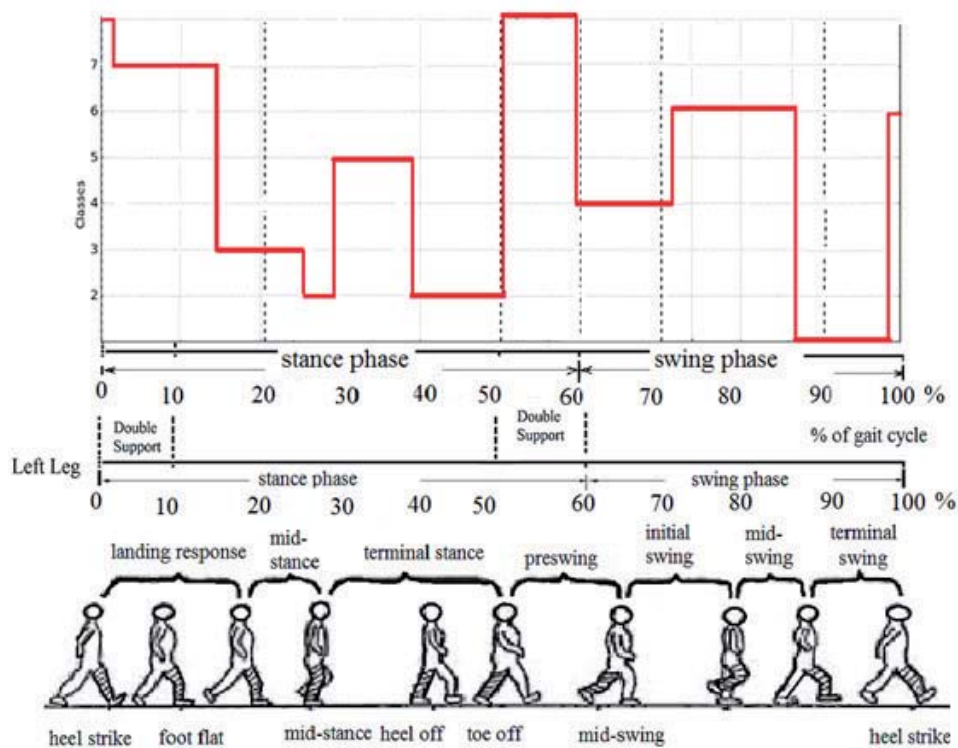 7
6
5
4
3
2
Classes
stance phase swing phase
0 10 20 30 40 50 60 70 80 90 100 %
Double Support
Double Support
% of gait cycle
Left Leg
stance phase swing phase
0 10 20 30 40 50 60 70 80 90 100 %
landing response
mid-stance
terminal stance
preswing
initial swing
mid-swing
terminal swing
heel strike foot flat mid-stance heel off toe off mid-swing heel strike